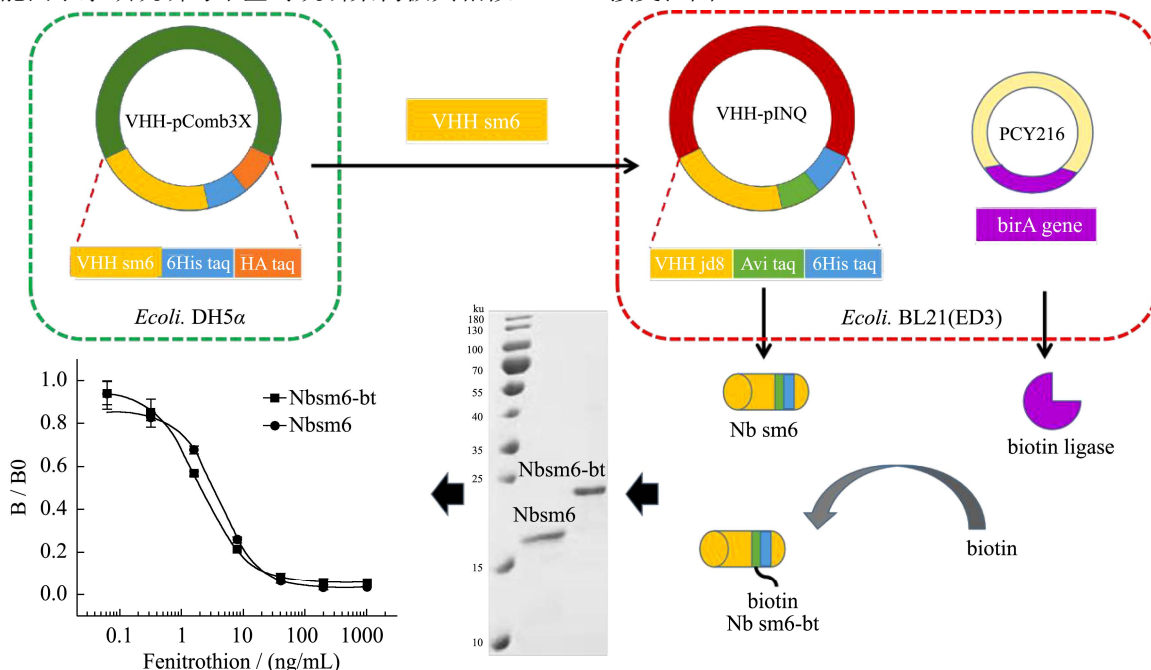 VHH-pComb3X
VHH sm6
VHH-pINQ
PCY216
birA gene
VHH sm6 6His taq HA taq
VHH jd8 Avi taq 6His taq
Ecoli. DH5α
Ecoli. BL21(ED3)
ku
180
130
100
70
55
40
35
25
15
10
Nbsm6-bt
Nbsm6
Nb sm6
biotin ligase
biotin
biotin
Nb sm6-bt
1.0
0.8
0.6
0.4
0.2
0.0
B / B0
Nbsm6-bt
Nbsm6
0.1 1 10 100 1000
Fenitrothion / (ng/mL)